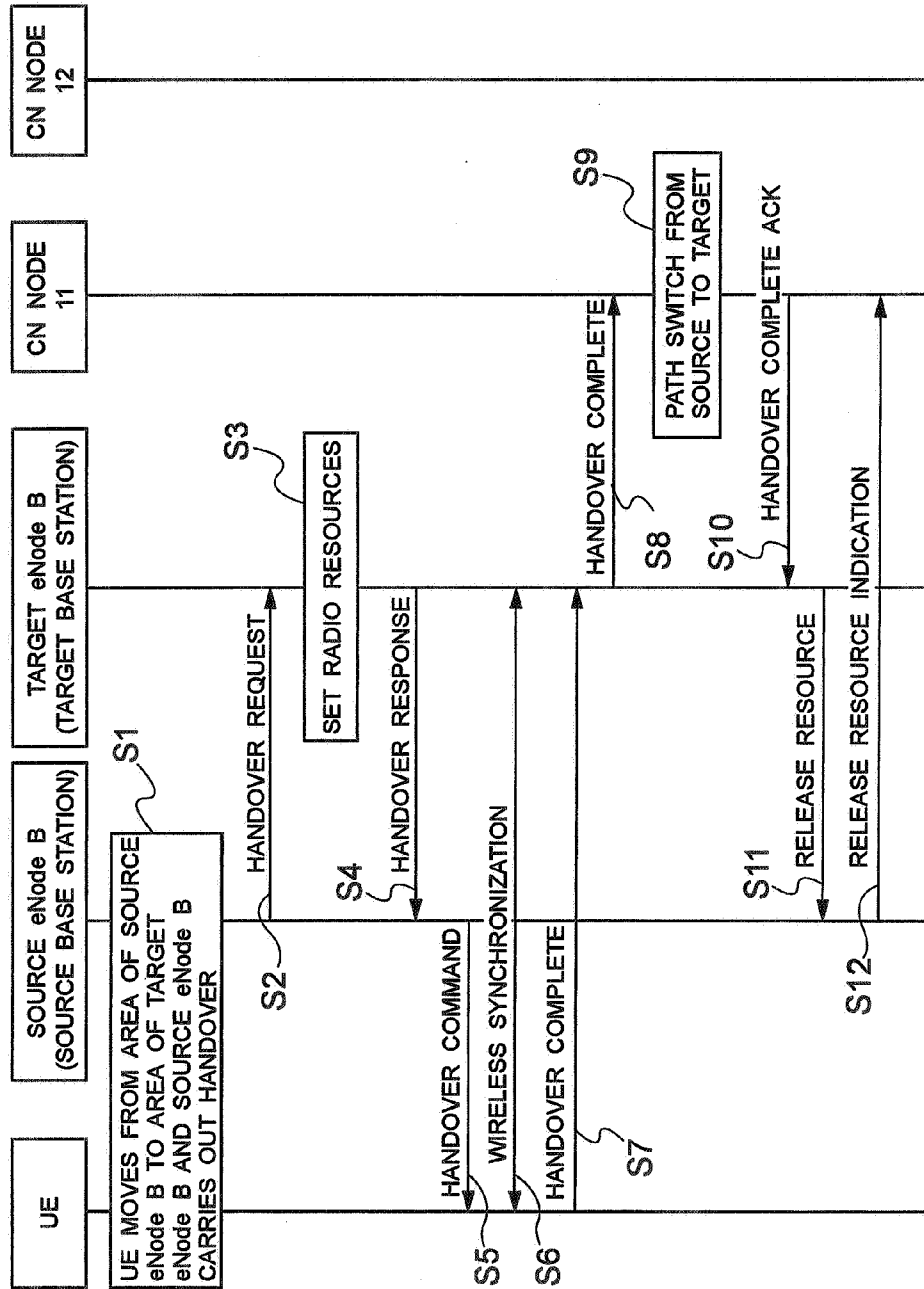 UE
SOURCE eNode B
(SOURCE BASE STATION)
TARGET eNode B
(TARGET BASE STATION)
CN NODE
11
CN NODE
12
UE MOVES FROM AREA OF SOURCE
eNode B TO AREA OF TARGET
eNode B AND SOURCE eNode B
CARRIES OUT HANDOVER
S1
HANDOVER REQUEST
S2
S3
SET RADIO RESOURCES
HANDOVER RESPONSE
S4
HANDOVER COMMAND
S5
WIRELESS SYNCHRONIZATION
S6
HANDOVER COMPLETE
S7
HANDOVER COMPLETE
S8
S9
PATH SWITCH FROM
SOURCE TO TARGET
HANDOVER COMPLETE ACK
S10
RELEASE RESOURCE
S11
RELEASE RESOURCE INDICATION
S12